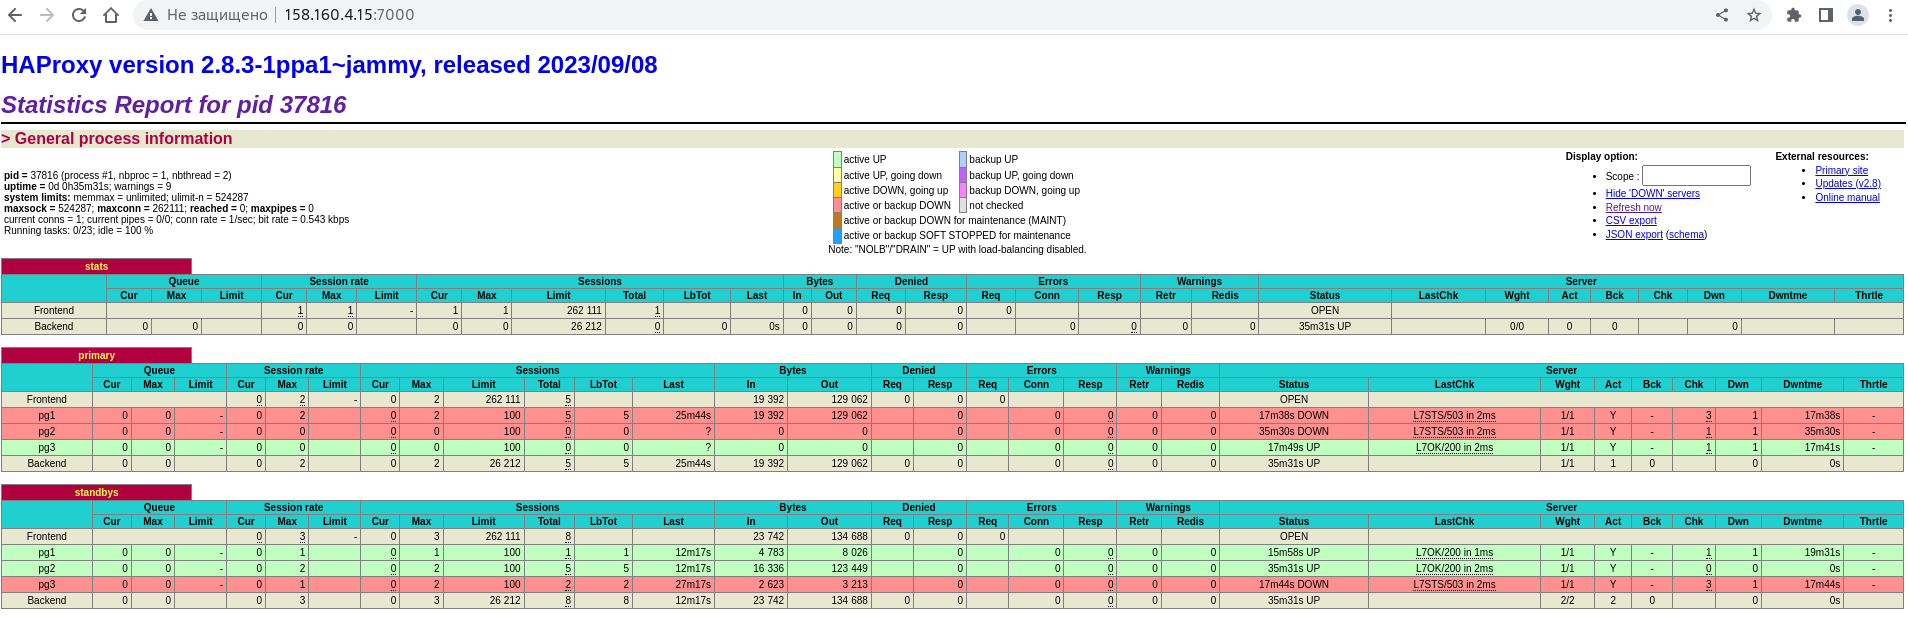 Не защищено 158.160.4.15:7000
HAProxy version 2.8.3-1ppa1~jammy, released 2023/09/08
Statistics Report for pid 37816
> General process information
pid = 37816 (process #1, nbproc = 1, nbthread = 2)
uptime = 0d 0h35m31s; warnings = 9
system limits: memmax = unlimited; ulimit-n = 524287
maxsock = 524287; maxconn = 262111; reached = 0; maxpipes = 0
current conns = 1; current pipes = 0/0; conn rate = 1/sec; bit rate = 0.543 kbps
Running tasks: 0/23; idle = 100 %
active UP backup UP
active UP, going down backup UP, going down
active DOWN, going up backup DOWN, going up
active or backup DOWN not checked
active or backup DOWN for maintenance (MAINT)
active or backup SOFT STOPPED for maintenance
Note: "NOLB"/"DRAIN" = UP with load-balancing disabled.
Display option:
• Scope :
• Hide 'DOWN' servers
• Refresh now
• CSV export
• JSON export (schema)
External resources:
• Primary site
• Updates (v2.8)
• Online manual
stats
Queue Session rate Sessions Bytes Denied Errors Warnings Server
Cur Max Limit Cur Max Limit Cur Max Limit Total LbTot Last In Out Req Resp Req Conn Resp Retr Redis Status LastChk Wght Act Bck Chk Dwn Dwntme Thrtle
Frontend 1 1 - 1 1 262 111 1 0 0 0 0 0 OPEN
Backend 0 0 0 0 0 0 26 212 0 0 0s 0 0 0 0 0 0 0 0 35m31s UP 0/0 0 0 0
primary
Queue Session rate Sessions Bytes Denied Errors Warnings Server
Cur Max Limit Cur Max Limit Cur Max Limit Total LbTot Last In Out Req Resp Req Conn Resp Retr Redis Status LastChk Wght Act Bck Chk Dwn Dwntme Thrtle
Frontend 0 2 - 0 2 262 111 5 19 392 129 062 0 0 0 OPEN
pg1 0 0 - 0 2 0 2 100 5 5 25m44s 19 392 129 062 0 0 0 0 0 17m38s DOWN L7STS/503 in 2ms 1/1 Y - 3 1 17m38s -
pg2 0 0 - 0 0 0 0 100 0 0 ? 0 0 0 0 0 0 0 35m30s DOWN L7STS/503 in 2ms 1/1 Y - 1 1 35m30s -
pg3 0 0 - 0 0 0 0 100 0 0 ? 0 0 0 0 0 0 0 17m49s UP L7OK/200 in 2ms 1/1 Y - 1 1 17m41s -
Backend 0 0 0 2 0 2 26 212 5 5 25m44s 19 392 129 062 0 0 0 0 0 0 35m31s UP 1/1 1 0 0 0s
standbys
Queue Session rate Sessions Bytes Denied Errors Warnings Server
Cur Max Limit Cur Max Limit Cur Max Limit Total LbTot Last In Out Req Resp Req Conn Resp Retr Redis Status LastChk Wght Act Bck Chk Dwn Dwntme Thrtle
Frontend 0 3 - 0 3 262 111 8 23 742 134 688 0 0 0 OPEN
pg1 0 0 - 0 1 0 1 100 1 1 12m17s 4 783 8 026 0 0 0 0 0 15m58s UP L7OK/200 in 1ms 1/1 Y - 1 1 19m31s -
pg2 0 0 - 0 2 0 2 100 5 5 12m17s 16 336 123 449 0 0 0 0 0 35m31s UP L7OK/200 in 2ms 1/1 Y - 0 0 0s -
pg3 0 0 - 0 1 0 1 100 2 2 27m17s 2 623 3 213 0 0 0 0 0 17m44s DOWN L7STS/503 in 2ms 1/1 Y - 3 1 17m44s -
Backend 0 0 0 3 0 3 26 212 8 8 12m17s 23 742 134 688 0 0 0 0 0 0 35m31s UP 2/2 2 0 0 0s